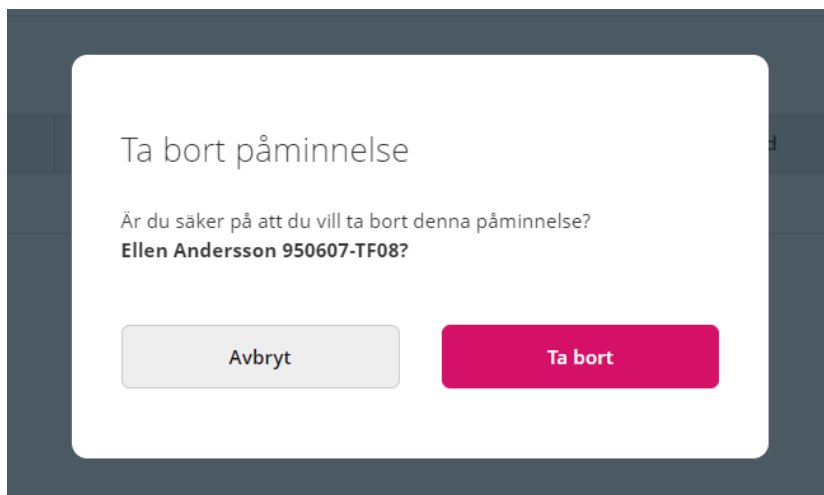 Ta bort påminnelse
d
Är du säker på att du vill ta bort denna påminnelse?
Ellen Andersson 950607-TF08?
Avbryt
Ta bort